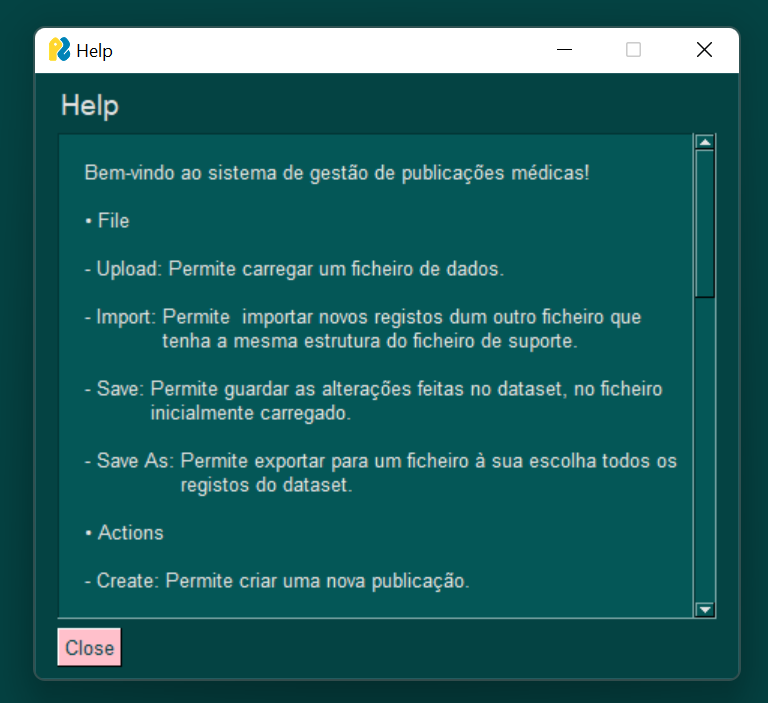 Help
Help
Bem-vindo ao sistema de gestão de publicações médicas!
• File
- Upload: Permite carregar um ficheiro de dados.
- Import: Permite  importar novos registos dum outro ficheiro que
tenha a mesma estrutura do ficheiro de suporte.
- Save: Permite guardar as alterações feitas no dataset, no ficheiro
inicialmente carregado.
- Save As: Permite exportar para um ficheiro à sua escolha todos os
registos do dataset.
• Actions
- Create: Permite criar uma nova publicação.
Close